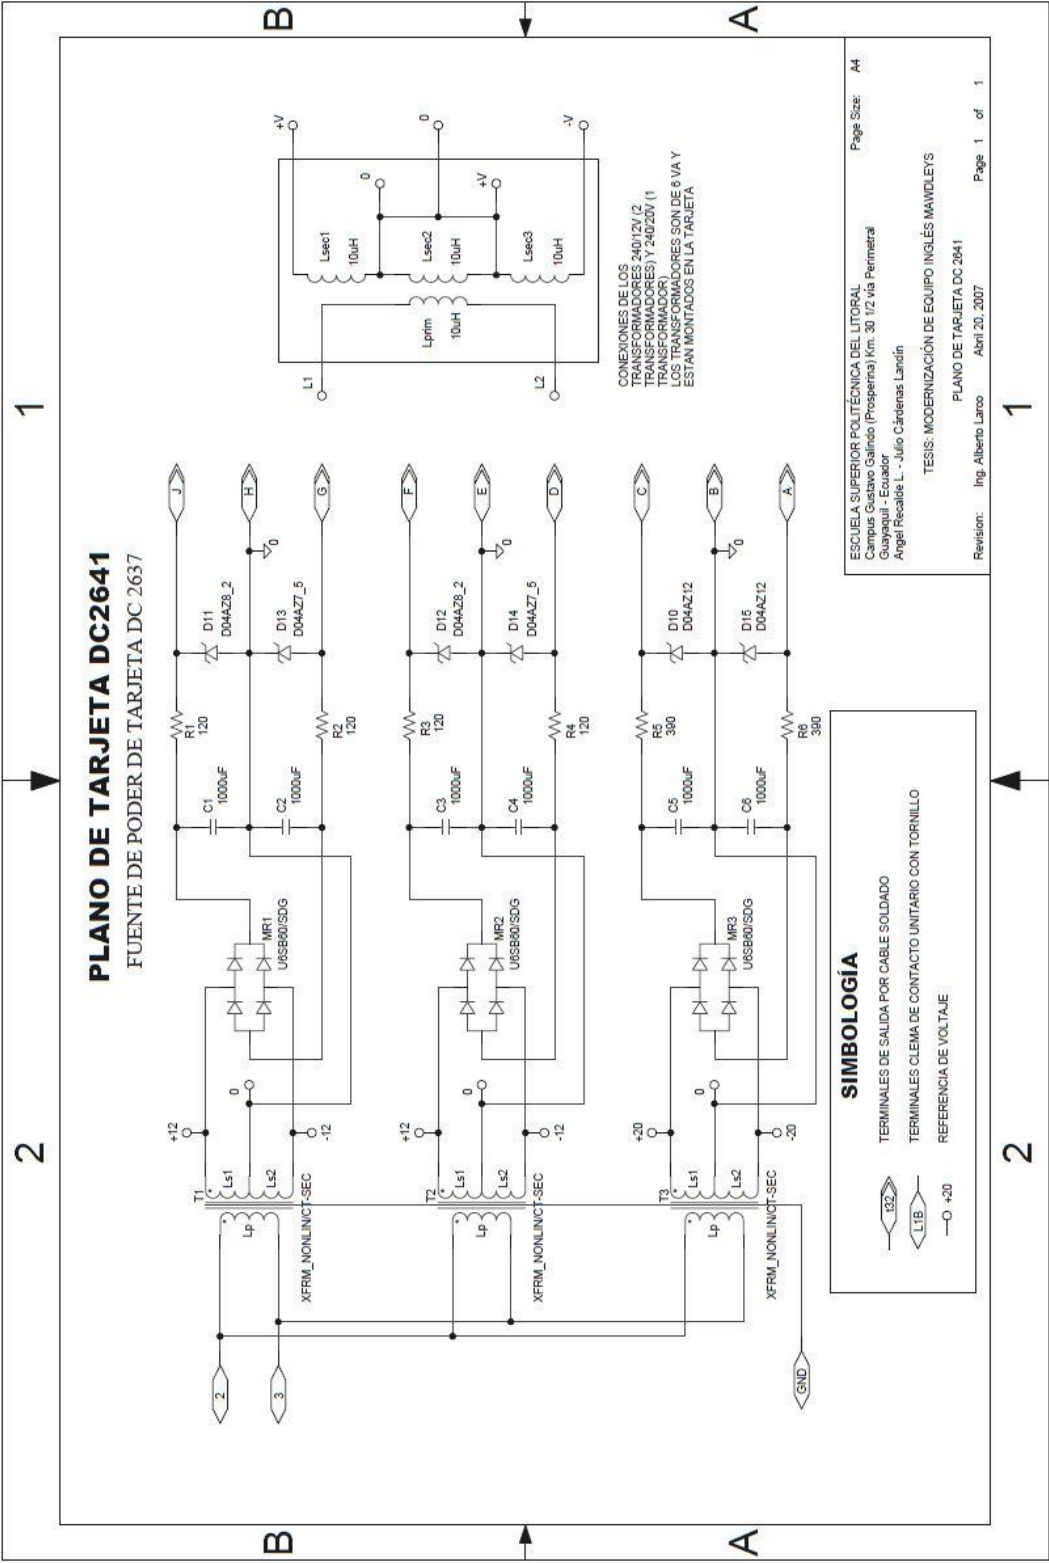 2
1
B
A
PLANO DE TARJETA DC2641
FUENTE DE PODER DE TARJETA DC 2637
2
3
GND
T1
Lp
Ls1
Ls2
XFRM_NONLIN/CT-SEC
+12
0
-12
MR1
U6SB60/SDG
C1
1000uF
C2
1000uF
R1
120
R2
120
D11
D04AZ8_2
D13
D04AZ7_5
0
J
H
G
T2
Lp
Ls1
Ls2
XFRM_NONLIN/CT-SEC
+12
0
-12
MR2
U6SB60/SDG
C3
1000uF
C4
1000uF
R3
120
R4
120
D12
D04AZ8_2
D14
D04AZ7_5
0
F
E
D
T3
Lp
Ls1
Ls2
XFRM_NONLIN/CT-SEC
+20
0
-20
MR3
U6SB60/SDG
C5
1000uF
C6
1000uF
R5
390
R6
390
D10
D04AZ12
D15
D04AZ12
0
C
B
A
L1
L2
Lprim
10uH
Lsec1
10uH
Lsec2
10uH
Lsec3
10uH
0
+V
+V
0
-V
CONEXIONES DE LOS
TRANSFORMADORES 240/12V (2
TRANSFORMADORES) Y 240/20V (1
TRANSFORMADOR)
LOS TRANSFORMADORES SON DE 6 VA Y
ESTAN MONTADOS EN LA TARJETA
SIMBOLOGÍA
t32
TERMINALES DE SALIDA POR CABLE SOLDADO
L1B
TERMINALES CLEMA DE CONTACTO UNITARIO CON TORNILLO
+20
REFERENCIA DE VOLTAJE
ESCUELA SUPERIOR POLITÉCNICA DEL LITORAL
Page Size: A4
Campus Gustavo Galindo (Prosperina) Km. 30 1/2 vía Perimetral
Guayaquil - Ecuador
Angel Recalde L. - Julio Cárdenas Landín
TESIS: MODERNIZACIÓN DE EQUIPO INGLÉS MAWDLEYS
PLANO DE TARJETA DC 2641
Revision: Ing. Alberto Larco Abril 20, 2007 Page 1 of 1
B
A
2
1